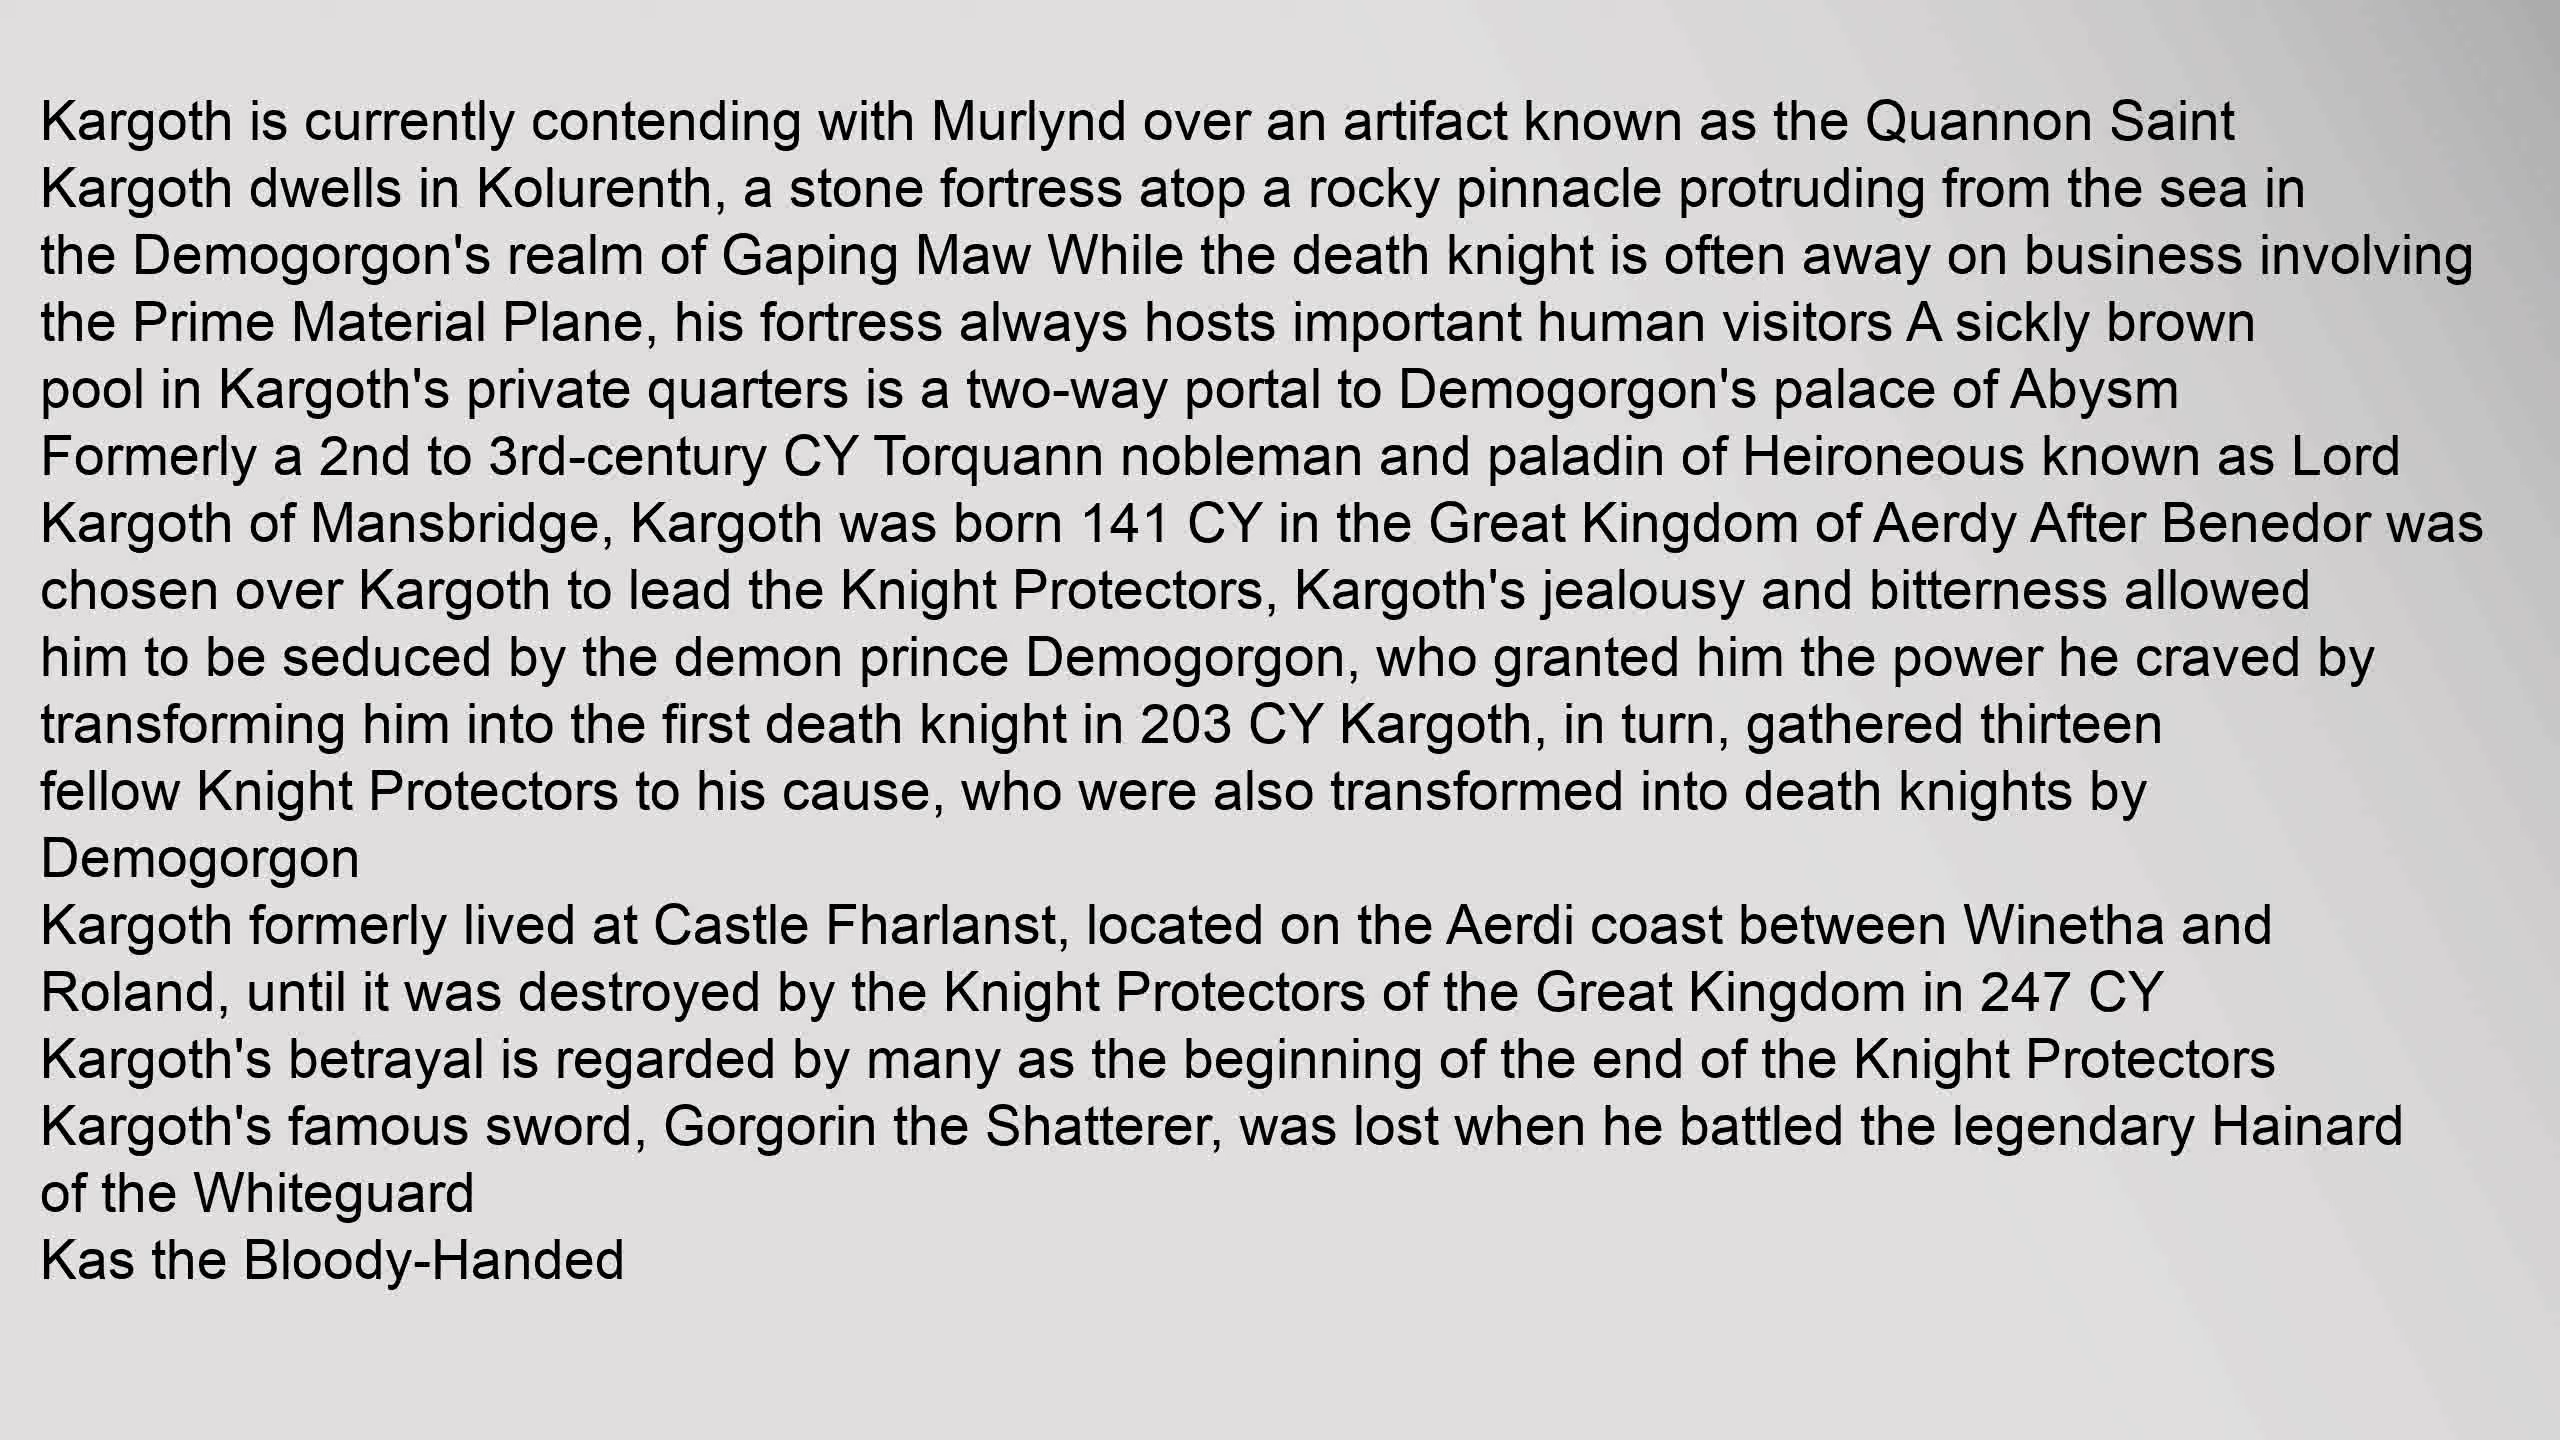 Kargoth is currently contending with Murlynd over an artifact known as the Quannon Saint
Kargoth dwells in Kolurenth, a stone fortress atop a rocky pinnacle protruding from the sea in
the Demogorgon's realm of Gaping Maw While the death knight is often away on business involving
the Prime Material Plane, his fortress always hosts important human visitors A sickly brown
pool in Kargoth's private quarters is a two-way portal to Demogorgon's palace of Abysm
Formerly a 2nd to 3rd-century CY Torquann nobleman and paladin of Heironeous known as Lord
Kargoth of Mansbridge, Kargoth was born 141 CY in the Great Kingdom of Aerdy After Benedor was
chosen over Kargoth to lead the Knight Protectors, Kargoth's jealousy and bitterness allowed
him to be seduced by the demon prince Demogorgon, who granted him the power he craved by
transforming him into the first death knight in 203 CY Kargoth, in turn, gathered thirteen
fellow Knight Protectors to his cause, who were also transformed into death knights by
Demogorgon
Kargoth formerly lived at Castle Fharlanst, located on the Aerdi coast between Winetha and
Roland, until it was destroyed by the Knight Protectors of the Great Kingdom in 247 CY
Kargoth's betrayal is regarded by many as the beginning of the end of the Knight Protectors
Kargoth's famous sword, Gorgorin the Shatterer, was lost when he battled the legendary Hainard
of the Whiteguard
Kas the Bloody-Handed